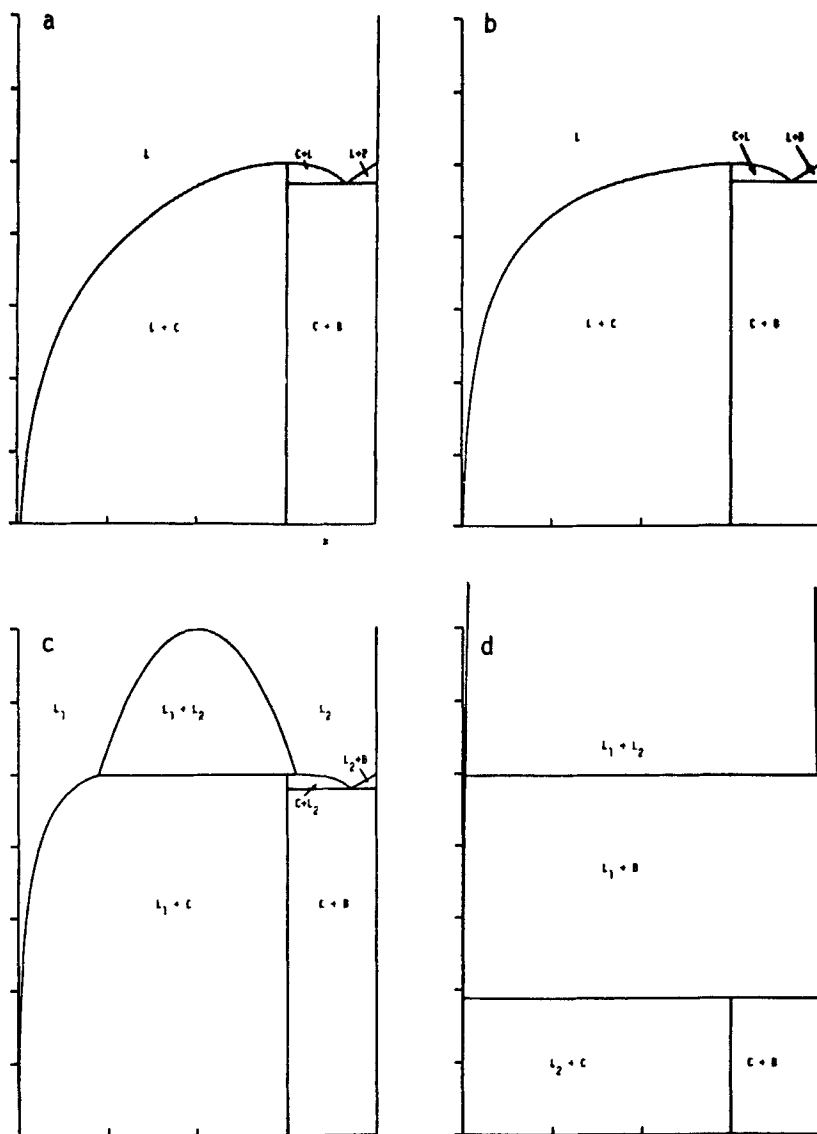 a
L
C+L
L+?
L + C
C + B
x
b
L
C+L
L+B
L + C
C + B
c
L₁
L₁ + L₂
L₂
L₂+B
C+L₂
L₁ + C
C + B
d
L₁ + L₂
L₁ + B
L₂ + C
C + B